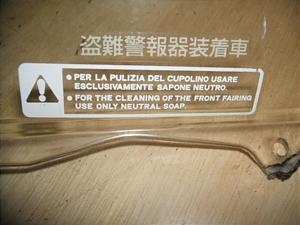 盗難警報器装着車
• PER LA PULIZIA DEL CUPOLINO USARE
ESCLUSIVAMENTE SAPONE NEUTRO.
• FOR THE CLEANING OF THE FRONT FAIRING
USE ONLY NEUTRAL SOAP.